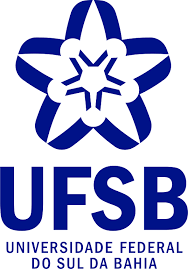 UFSB
UNIVERSIDADE FEDERAL
DO SUL DA BAHIA